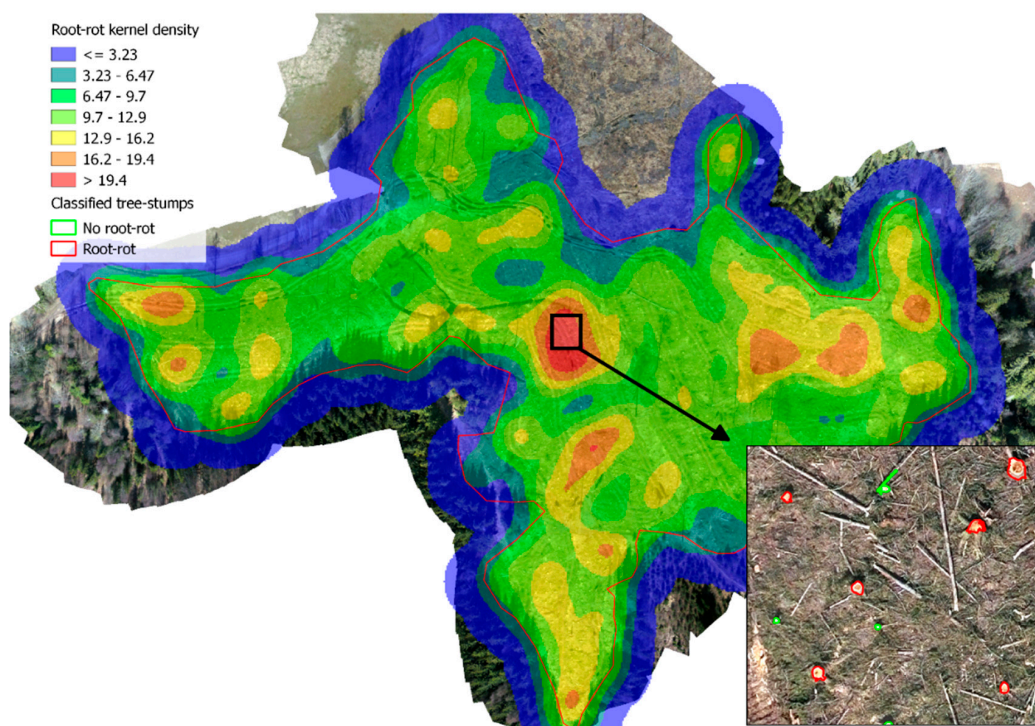 Root-rot kernel density
<= 3.23
3.23 - 6.47
6.47 - 9.7
9.7 - 12.9
12.9 - 16.2
16.2 - 19.4
> 19.4
Classified tree-stumps
No root-rot
Root-rot